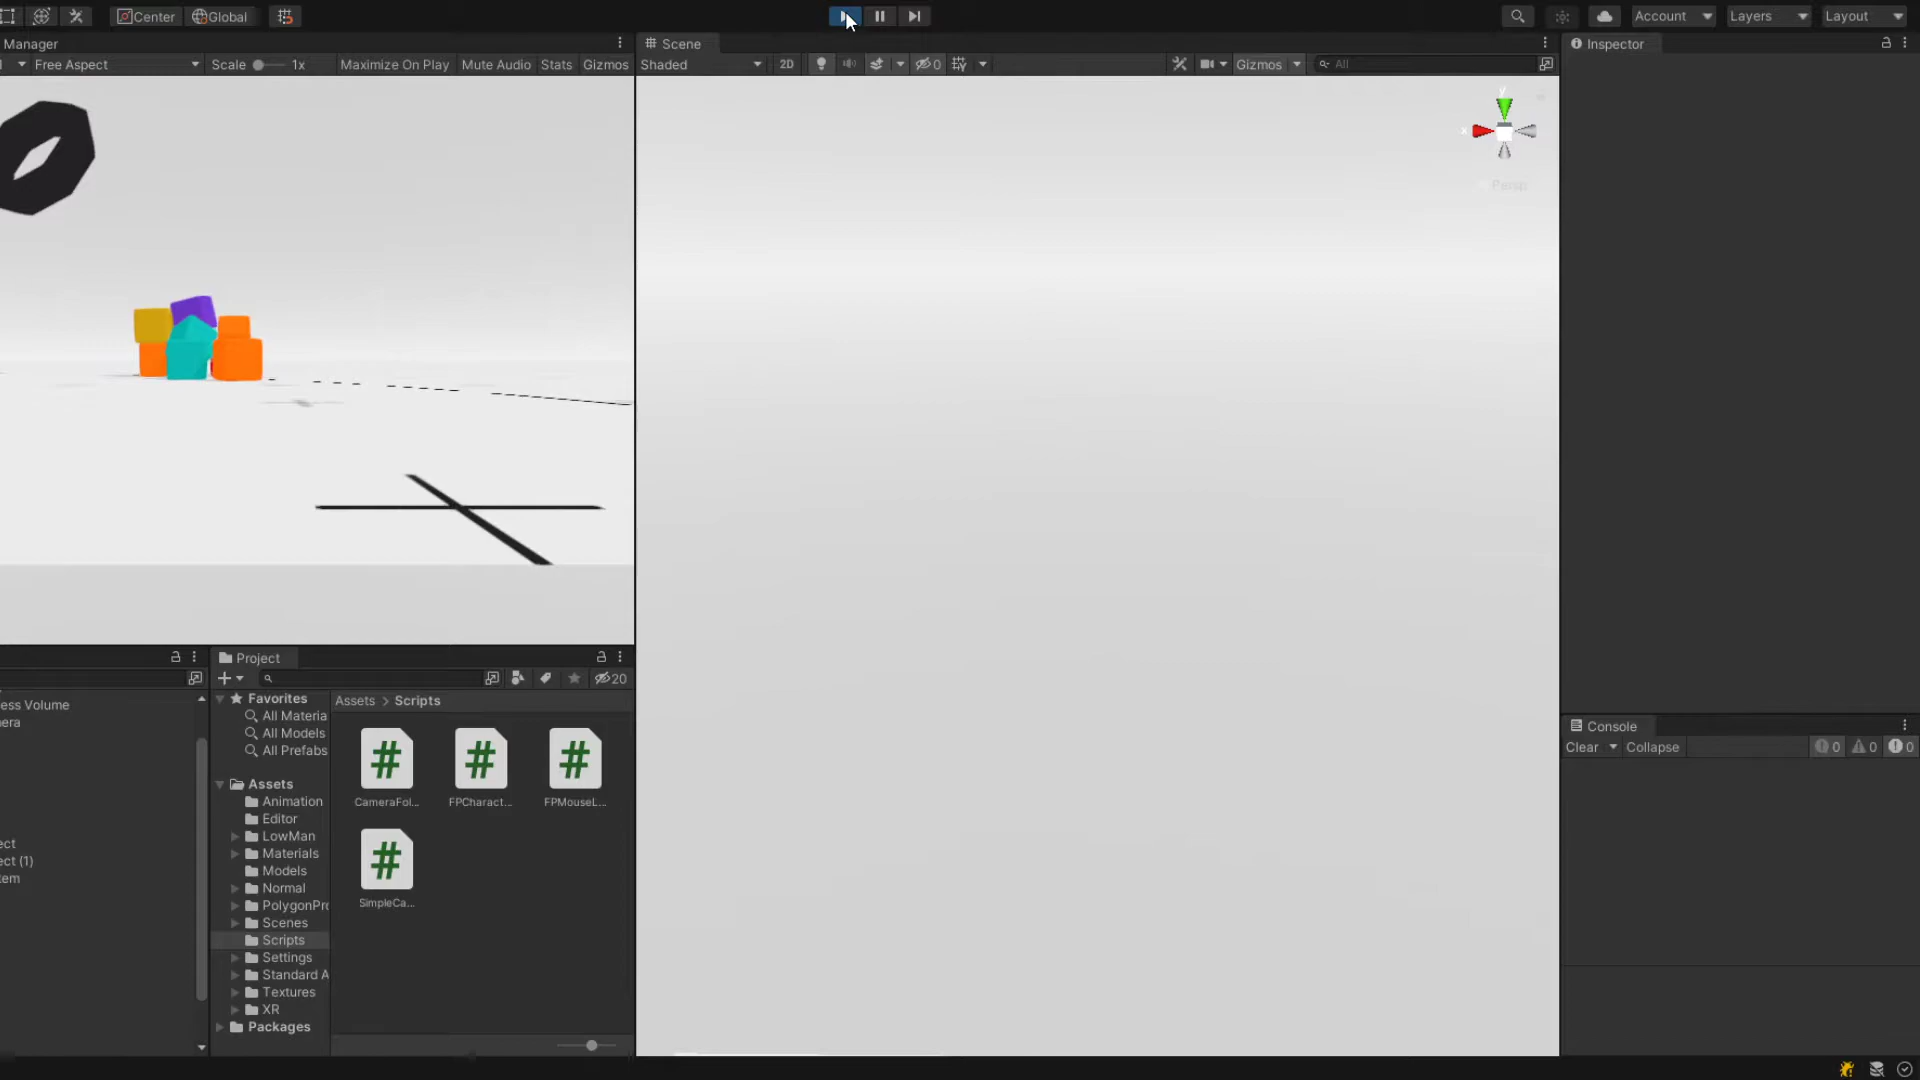 Center Global Account Layers Layout
Manager Scene Inspector
Free Aspect Scale 1x Maximize On Play Mute Audio Stats Gizmos Shaded 2D 0 Gizmos All
y
x
Persp
Project
20
Favorites
All Materia
All Models
All Prefabs
Assets
Animation
Editor
LowMan
Materials
Models
Normal
PolygonPro
Scenes
Scripts
Settings
Standard A
Textures
XR
Packages
Assets > Scripts
CameraFol...
FPCharact...
FPMouseL...
SimpleCa...
ess Volume
era
ect
ect (1)
tem
Console
Clear Collapse 0 0 0